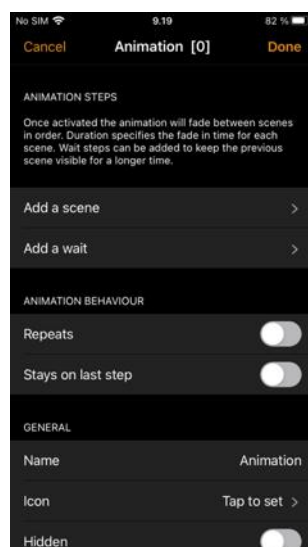 No SIM 9.19 82 %
Cancel Animation [0] Done
ANIMATION STEPS
Once activated the animation will fade between scenes
in order. Duration specifies the fade in time for each
scene. Wait steps can be added to keep the previous
scene visible for a longer time.
Add a scene >
Add a wait >
ANIMATION BEHAVIOUR
Repeats
Stays on last step
GENERAL
Name Animation
Icon Tap to set >
Hidden